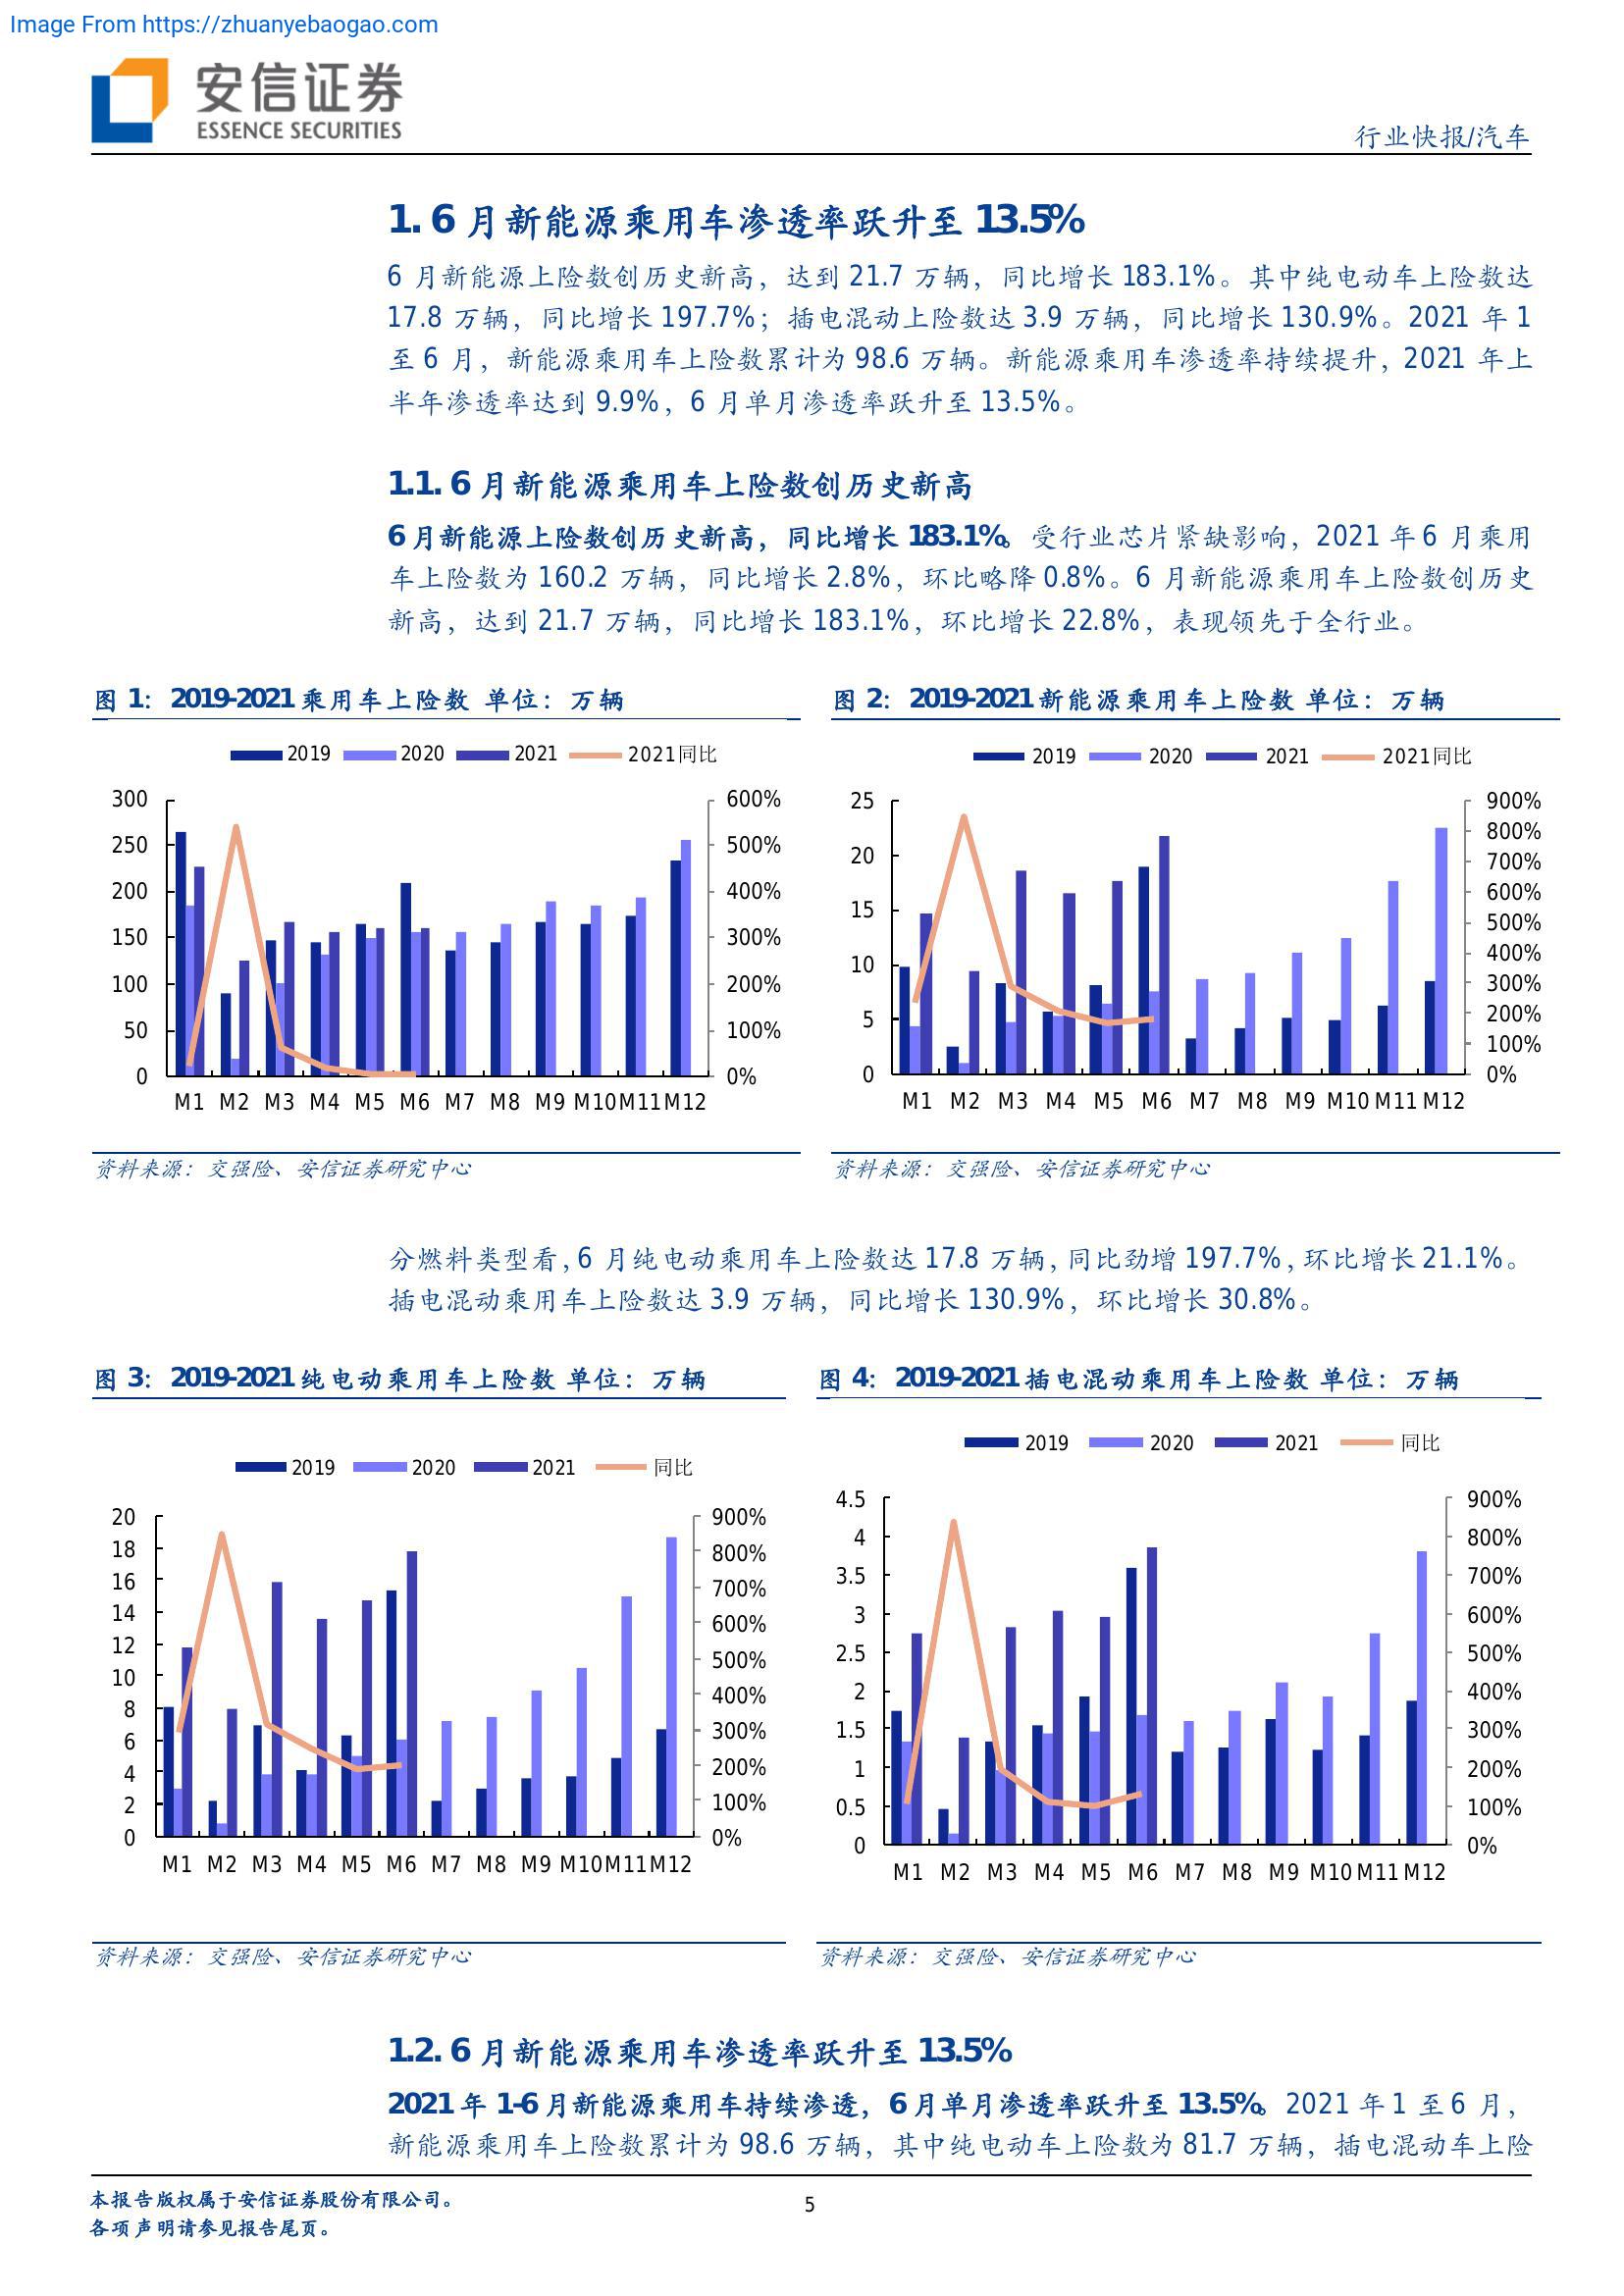 Image From https://zhuanyebaogao.com
安信证券
ESSENCE SECURITIES
行业快报/汽车
1. 6 月新能源乘用车渗透率跃升至 13.5%
6 月新能源上险数创历史新高，达到 21.7 万辆，同比增长 183.1%。其中纯电动车上险数达
17.8 万辆，同比增长 197.7%；插电混动上险数达 3.9 万辆，同比增长 130.9%。2021 年 1
至 6 月，新能源乘用车上险数累计为 98.6 万辆。新能源乘用车渗透率持续提升，2021 年上
半年渗透率达到 9.9%，6 月单月渗透率跃升至 13.5%。
1.1. 6 月新能源乘用车上险数创历史新高
6 月新能源上险数创历史新高，同比增长 183.1%。受行业芯片紧缺影响，2021 年 6 月乘用
车上险数为 160.2 万辆，同比增长 2.8%，环比略降 0.8%。6 月新能源乘用车上险数创历史
新高，达到 21.7 万辆，同比增长 183.1%，环比增长 22.8%，表现领先于全行业。
图 1：2019-2021 乘用车上险数 单位：万辆
2019 2020 2021 2021同比
300 250 200 150 100 50 0
600% 500% 400% 300% 200% 100% 0%
M1 M2 M3 M4 M5 M6 M7 M8 M9 M10 M11 M12
资料来源：交强险、安信证券研究中心
图 2：2019-2021 新能源乘用车上险数 单位：万辆
2019 2020 2021 2021同比
25 20 15 10 5 0
900% 800% 700% 600% 500% 400% 300% 200% 100% 0%
M1 M2 M3 M4 M5 M6 M7 M8 M9 M10 M11 M12
资料来源：交强险、安信证券研究中心
分燃料类型看，6 月纯电动乘用车上险数达 17.8 万辆，同比劲增 197.7%，环比增长 21.1%。
插电混动乘用车上险数达 3.9 万辆，同比增长 130.9%，环比增长 30.8%。
图 3：2019-2021 纯电动乘用车上险数 单位：万辆
2019 2020 2021 同比
20 18 16 14 12 10 8 6 4 2 0
900% 800% 700% 600% 500% 400% 300% 200% 100% 0%
M1 M2 M3 M4 M5 M6 M7 M8 M9 M10 M11 M12
资料来源：交强险、安信证券研究中心
图 4：2019-2021 插电混动乘用车上险数 单位：万辆
2019 2020 2021 同比
4.5 4 3.5 3 2.5 2 1.5 1 0.5 0
900% 800% 700% 600% 500% 400% 300% 200% 100% 0%
M1 M2 M3 M4 M5 M6 M7 M8 M9 M10 M11 M12
资料来源：交强险、安信证券研究中心
1.2. 6 月新能源乘用车渗透率跃升至 13.5%
2021 年 1-6 月新能源乘用车持续渗透，6 月单月渗透率跃升至 13.5%。2021 年 1 至 6 月，
新能源乘用车上险数累计为 98.6 万辆，其中纯电动车上险数为 81.7 万辆，插电混动车上险
本报告版权属于安信证券股份有限公司。
各项声明请参见报告尾页。
5